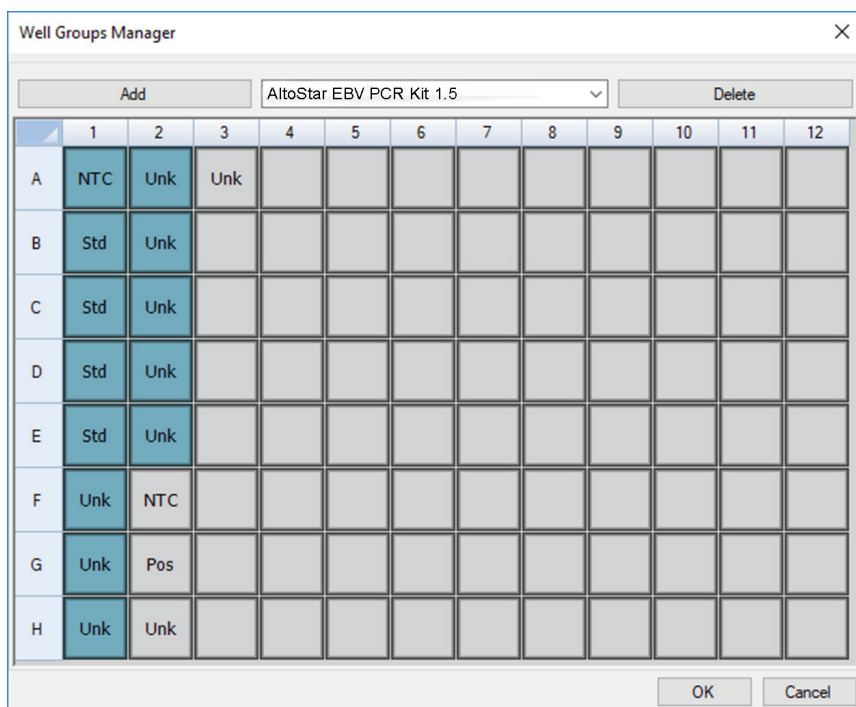 Well Groups Manager
Add AltoStar EBV PCR Kit 1.5 Delete
1 2 3 4 5 6 7 8 9 10 11 12
A NTC Unk Unk
B Std Unk
C Std Unk
D Std Unk
E Std Unk
F Unk NTC
G Unk Pos
H Unk Unk
OK Cancel